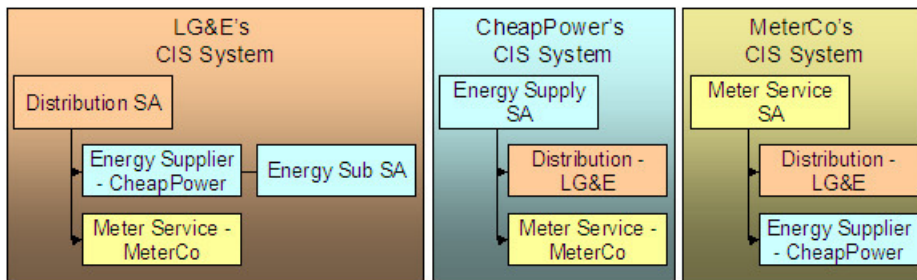 LG&E's
CIS System
Distribution SA
Energy Supplier
- CheapPower
Energy Sub SA
Meter Service -
MeterCo
CheapPower's
CIS System
Energy Supply
SA
Distribution -
LG&E
Meter Service -
MeterCo
MeterCo's
CIS System
Meter Service
SA
Distribution -
LG&E
Energy Supplier -
CheapPower